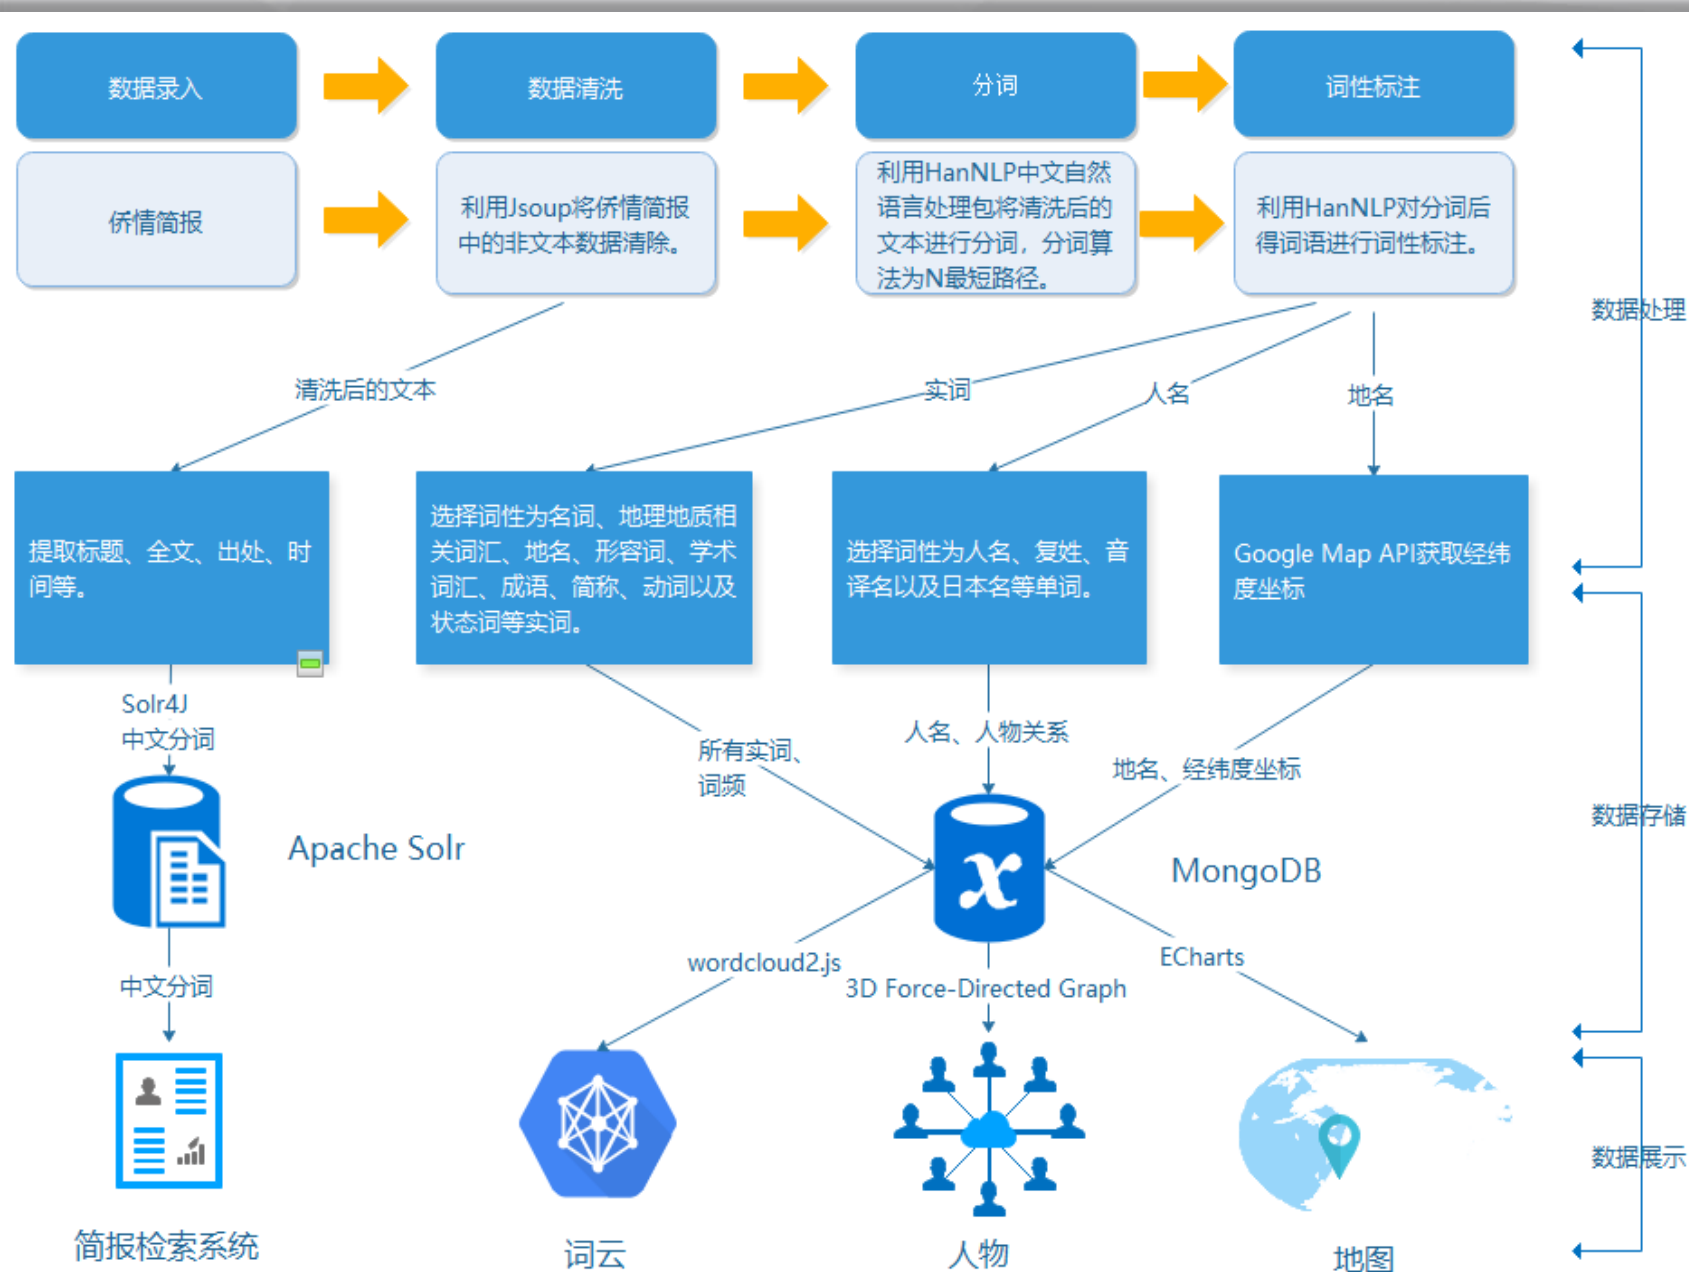 数据录入
数据清洗
分词
词性标注
侨情简报
利用Jsoup将侨情简报
中的非文本数据清除。
利用HanNLP中文自然
语言处理包将清洗后的
文本进行分词，分词算
法为N最短路径。
利用HanNLP对分词后
得词语进行词性标注。
数据处理
清洗后的文本
实词
人名
地名
提取标题、全文、出处、时
间等。
选择词性为名词、地理地质相
关词汇、地名、形容词、学术
词汇、成语、简称、动词以及
状态词等实词。
选择词性为人名、复姓、音
译名以及日本名等单词。
Google Map API获取经纬
度坐标
Solr4J
中文分词
所有实词、
词频
人名、人物关系
地名、经纬度坐标
数据存储
Apache Solr
MongoDB
中文分词
wordcloud2.js
3D Force-Directed Graph
ECharts
数据展示
简报检索系统
词云
人物
地图